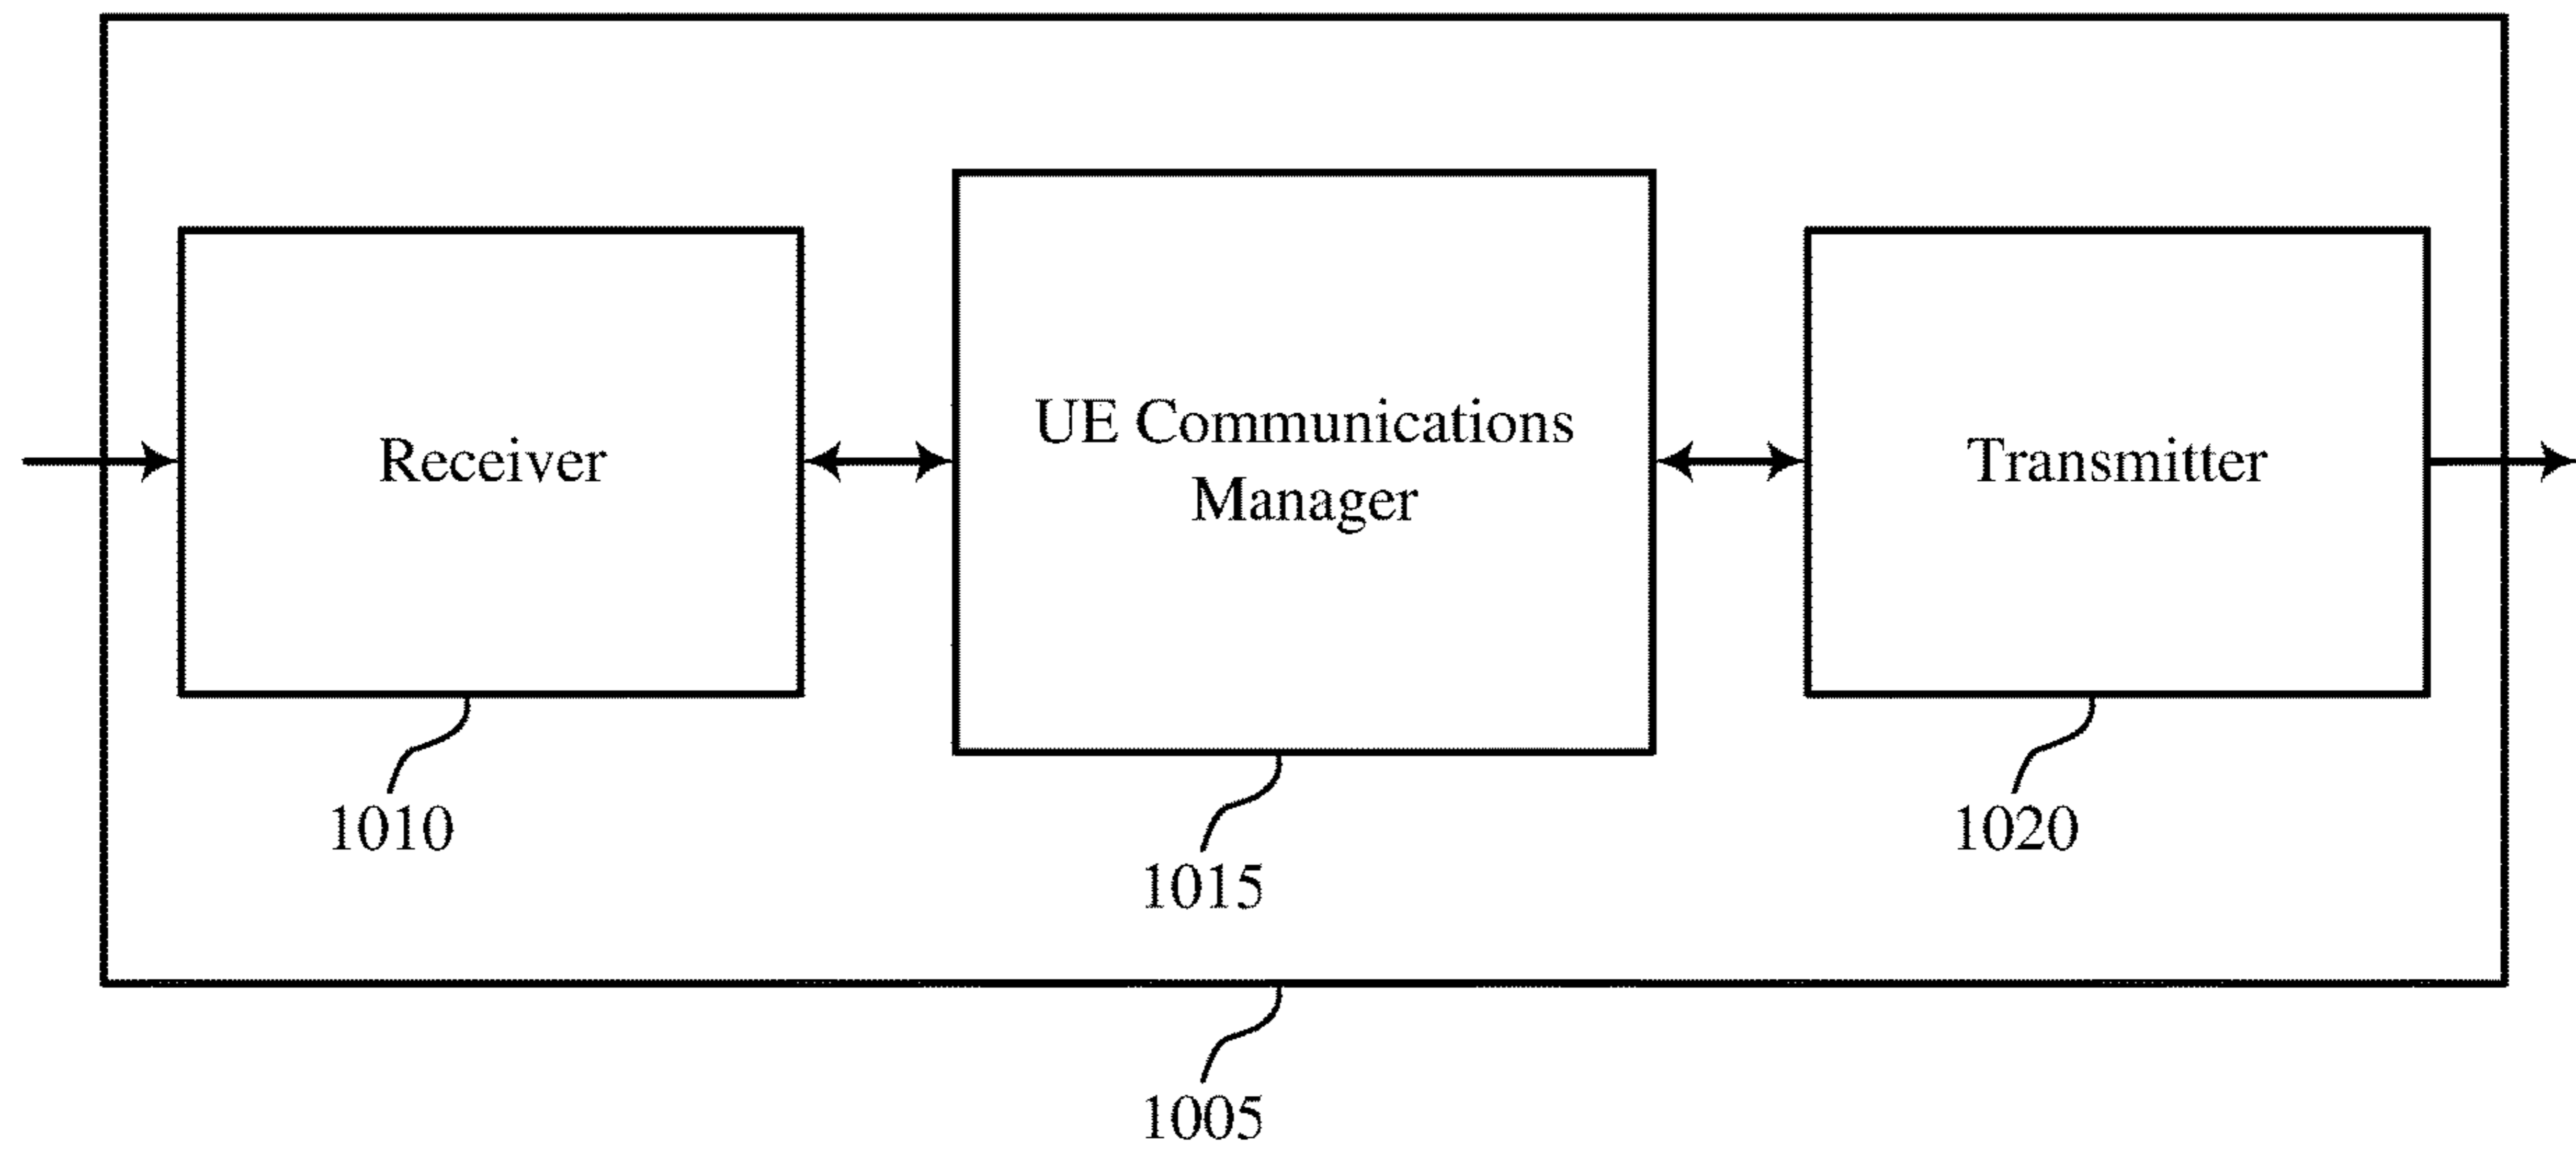 Receiver
UE Communications
Manager
Transmitter
1010
1015
1020
1005